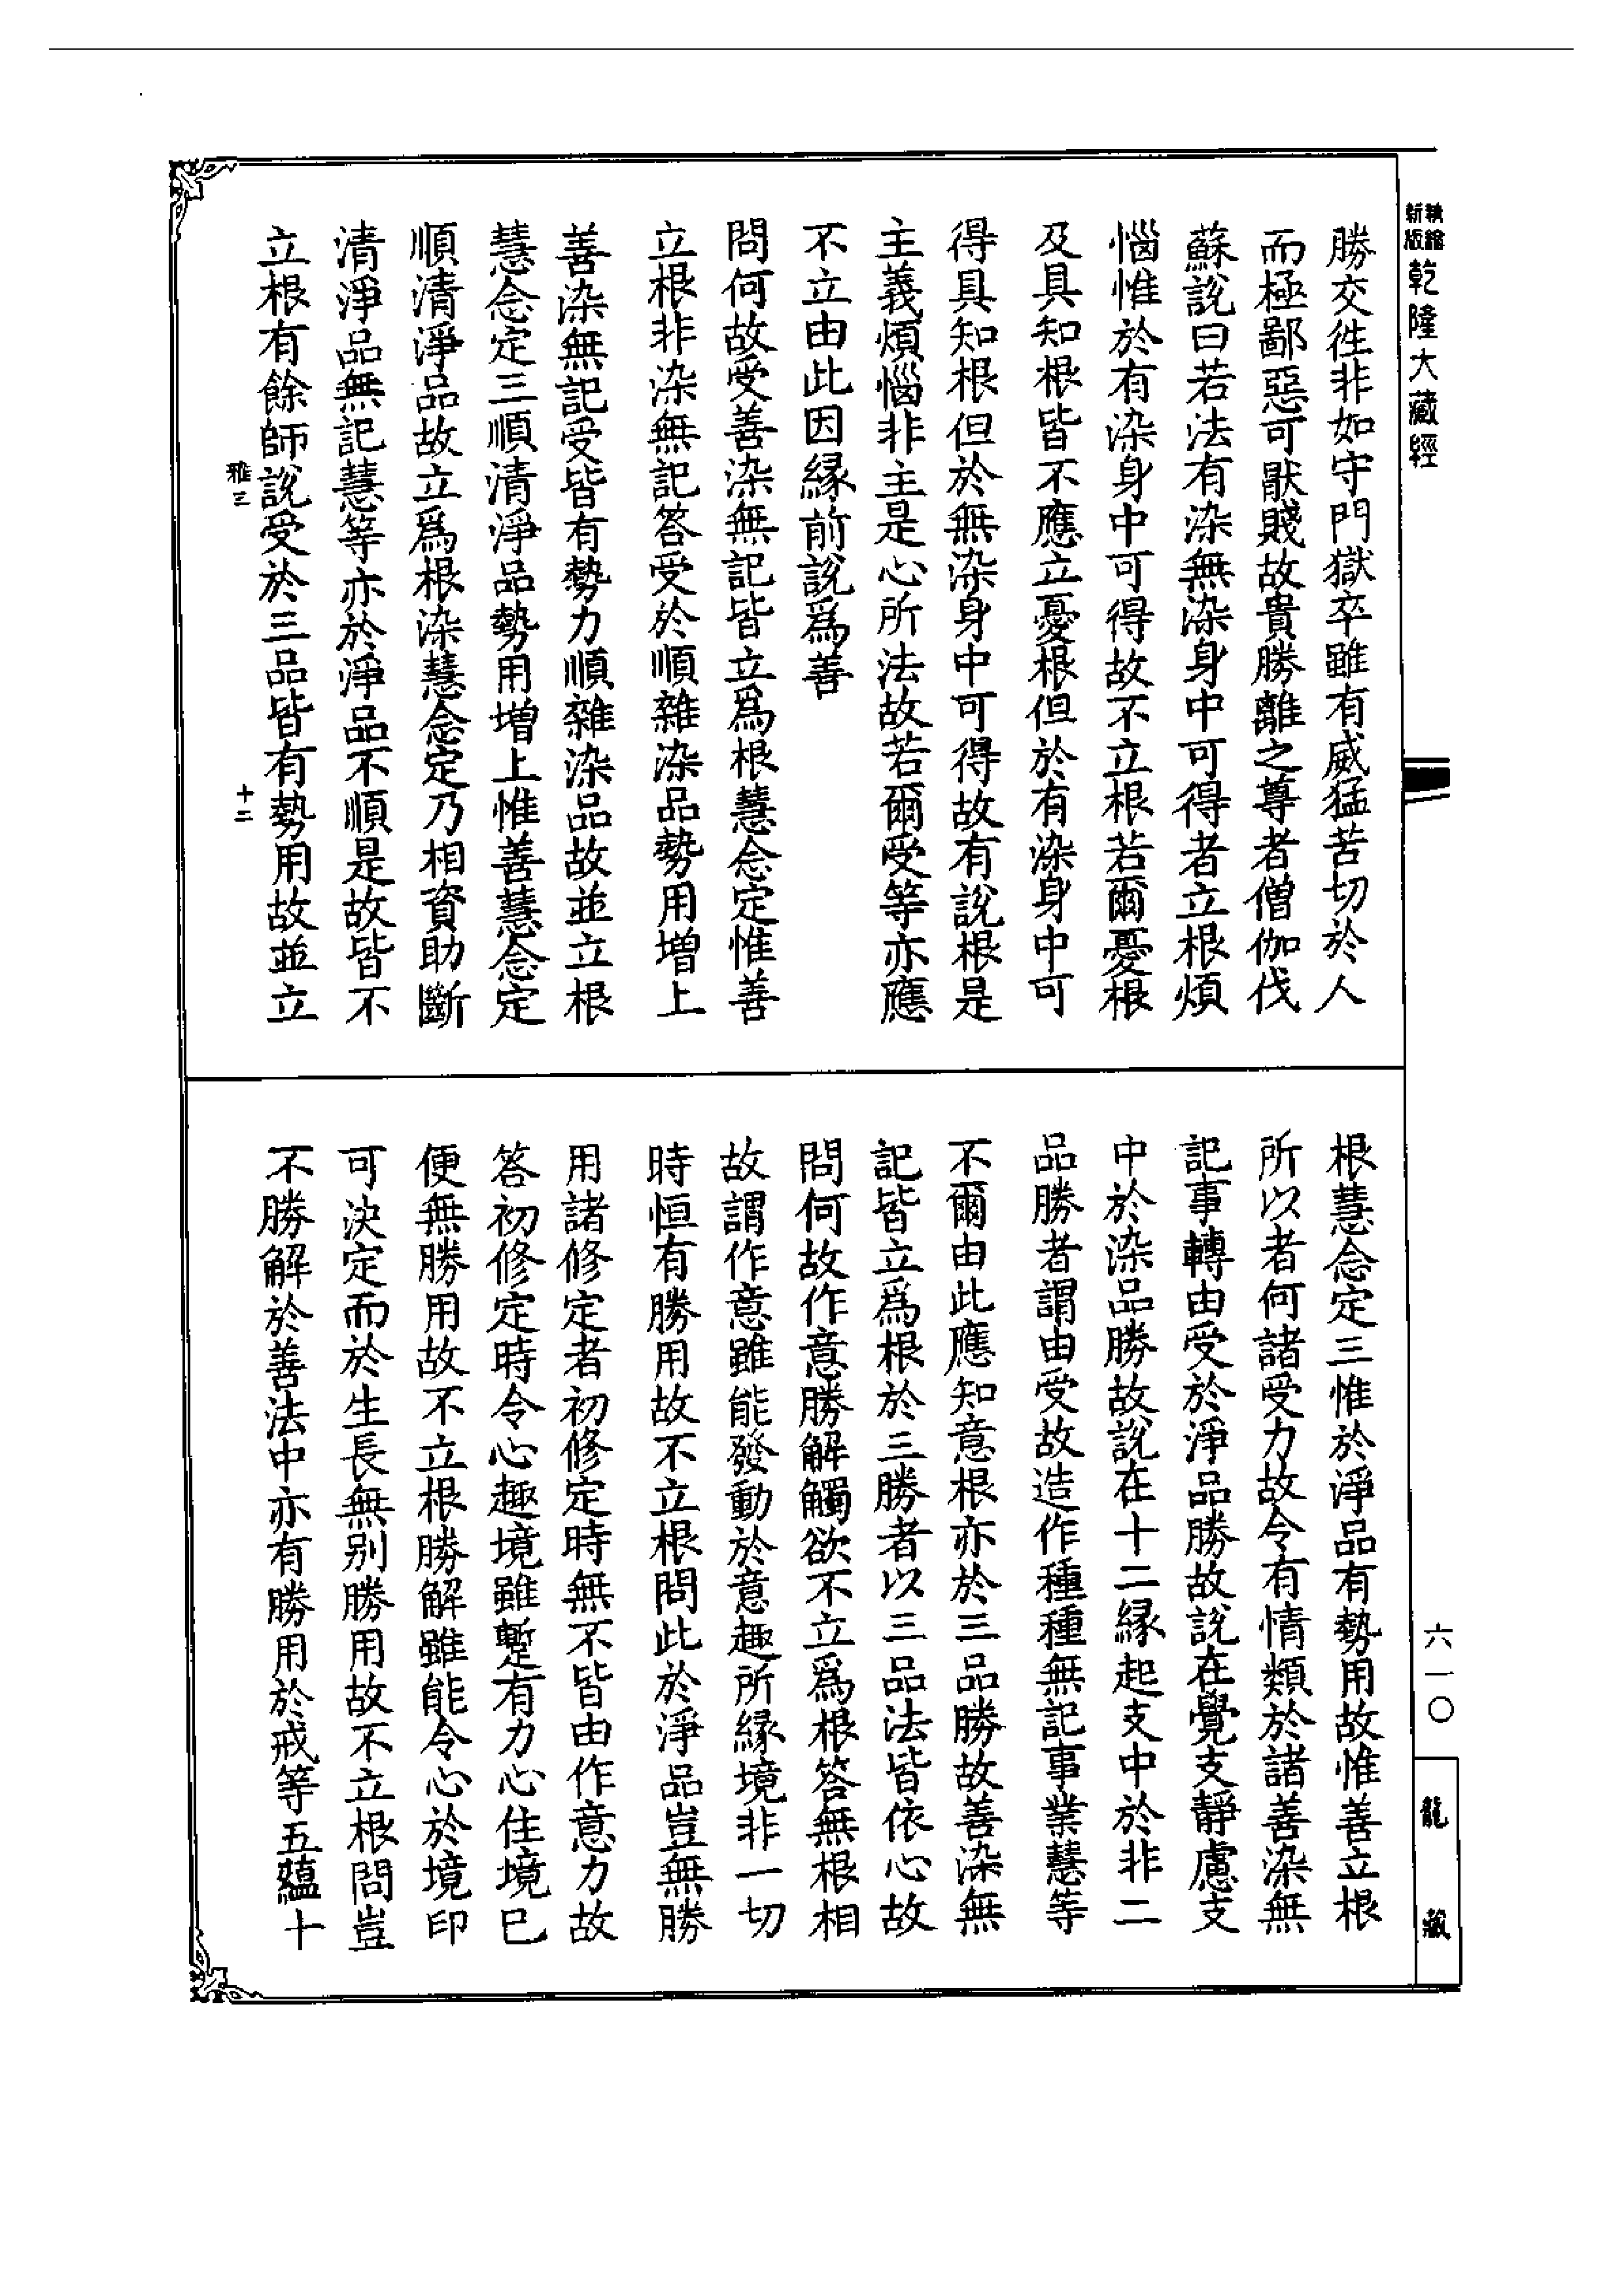 精縮新版乾隆大藏經
六一〇
龍藏
勝交徃非如守門獄卒雖有威猛苦切於人
而極鄙惡可猒賤故貴勝離之尊者僧伽伐
蘇說曰若法有染無染身中可得者立根煩
惱惟於有染身中可得故不立根若爾憂根
及具知根皆不應立憂根但於有染身中可
得具知根但於無染身中可得故有說根是
主義煩惱非主是心所法故若爾受等亦應
不立由此因緣前說爲善
問何故受善染無記皆立爲根慧念定惟善
立根非染無記答受於順雜染品勢用增上
善染無記受皆有勢力順雜染品故並立根
慧念定三順清淨品勢用增上惟善慧念定
順清淨品故立爲根染慧念定乃相資助斷
清淨品無記慧等亦於淨品不順是故皆不
立根有餘師說受於三品皆有勢用故並立
雅三
十二
根慧念定三惟於淨品有勢用故惟善立根
所以者何諸受力故令有情類於諸善染無
記事轉由受於淨品勝故說在覺支靜慮支
中於染品勝故說在十二緣起支中於非二
品勝者謂由受故造作種種無記事業慧等
不爾由此應知意根亦於三品勝故善染無
記皆立爲根於三勝者以三品法皆依心故
問何故作意勝解觸欲不立爲根答無根相
故謂作意雖能發動於意趣所緣境非一切
時恒有勝用故不立根問此於淨品豈無勝
用諸修定者初修定時無不皆由作意力故
答初修定時令心趣境雖暫有力心住境已
便無勝用故不立根勝解雖能令心於境印
可決定而於生長無別勝用故不立根問豈
不勝解於善法中亦有勝用於戒等五蘊十